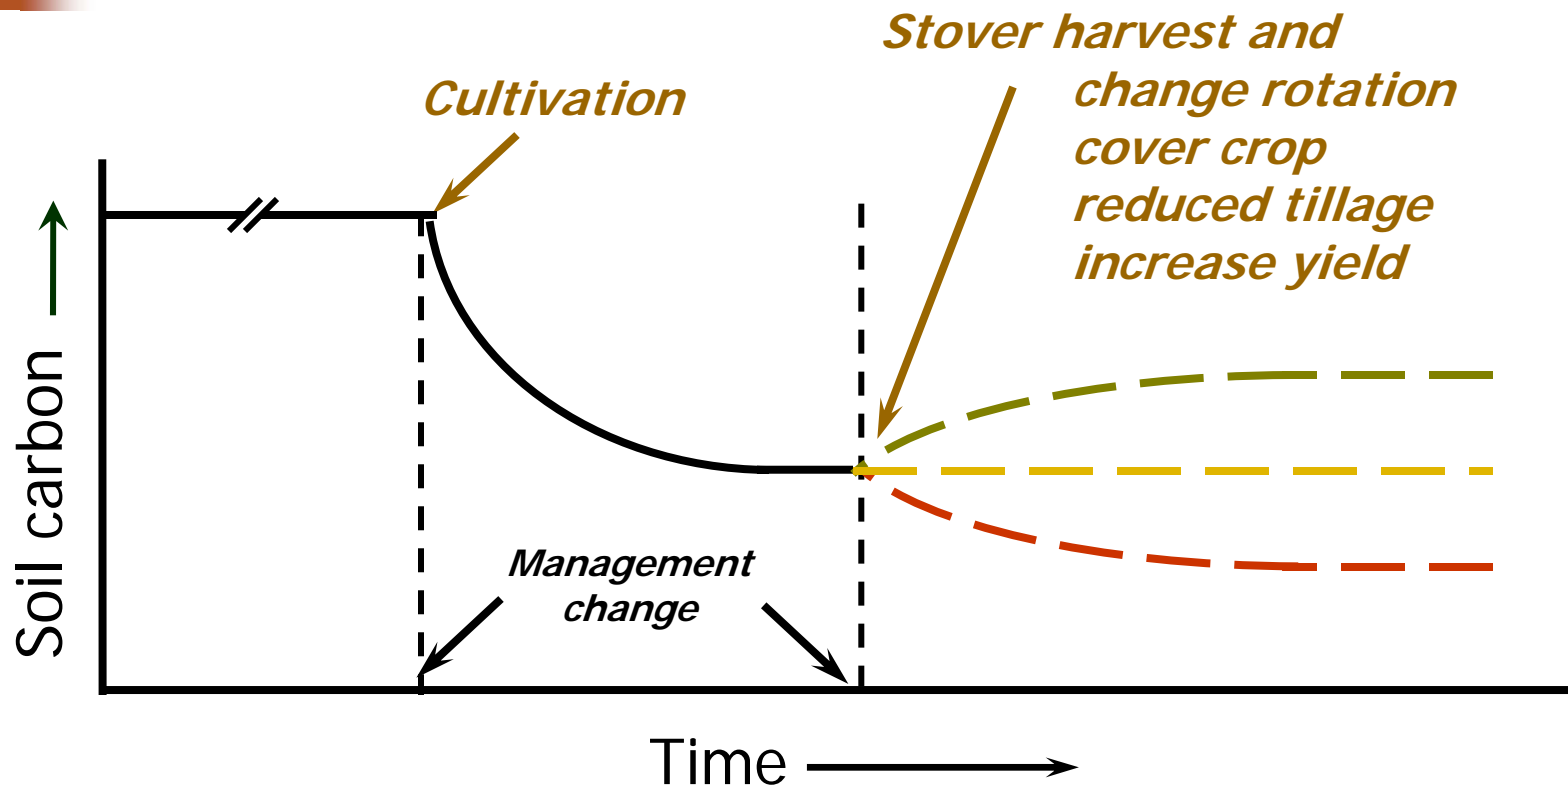 Stover harvest and
change rotation
cover crop
reduced tillage
increase yield
Cultivation
Soil carbon
Management
change
Time